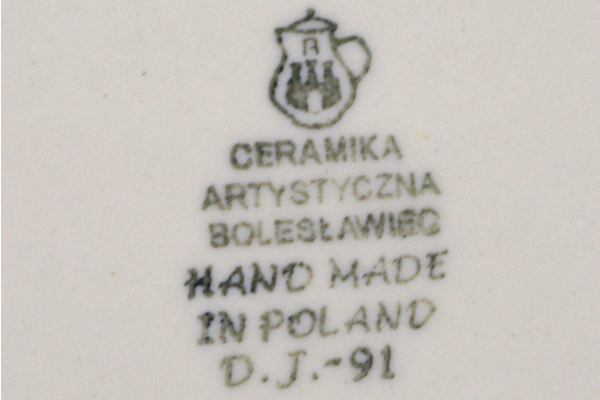 R
CERAMIKA
ARTYSTYCZNA
BOLESŁAWIEC
HAND MADE
IN POLAND
D.J.-91